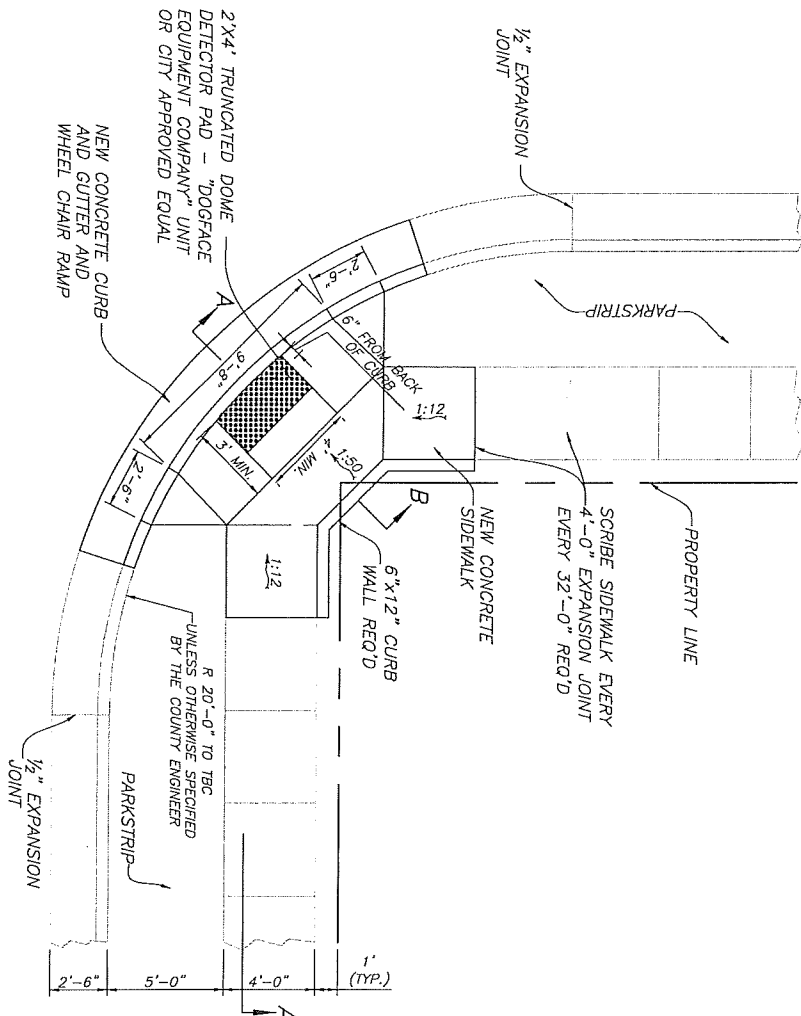 ½" EXPANSION
JOINT
2'X4' TRUNCATED DOME
DETECTOR PAD – "DOGFACE
EQUIPMENT COMPANY" UNIT
OR CITY APPROVED EQUAL
NEW CONCRETE CURB
AND GUTTER AND
WHEEL CHAIR RAMP
PARKSTRIP
2'-6"
9'-8"
2'-6"
A
6" FROM BACK
OF CURB
3' MIN.
4' MIN.
1:50
1:12
1:12
B
NEW CONCRETE
SIDEWALK
6"x12" CURB
WALL REQ'D
SCRIBE SIDEWALK EVERY
4'-0" EXPANSION JOINT
EVERY 32'-0" REQ'D
PROPERTY LINE
R 20'-0" TO TBC
UNLESS OTHERWISE SPECIFIED
BY THE COUNTY ENGINEER
PARKSTRIP
½" EXPANSION
JOINT
2'-6"
5'-0"
4'-0"
1'
(TYP.)